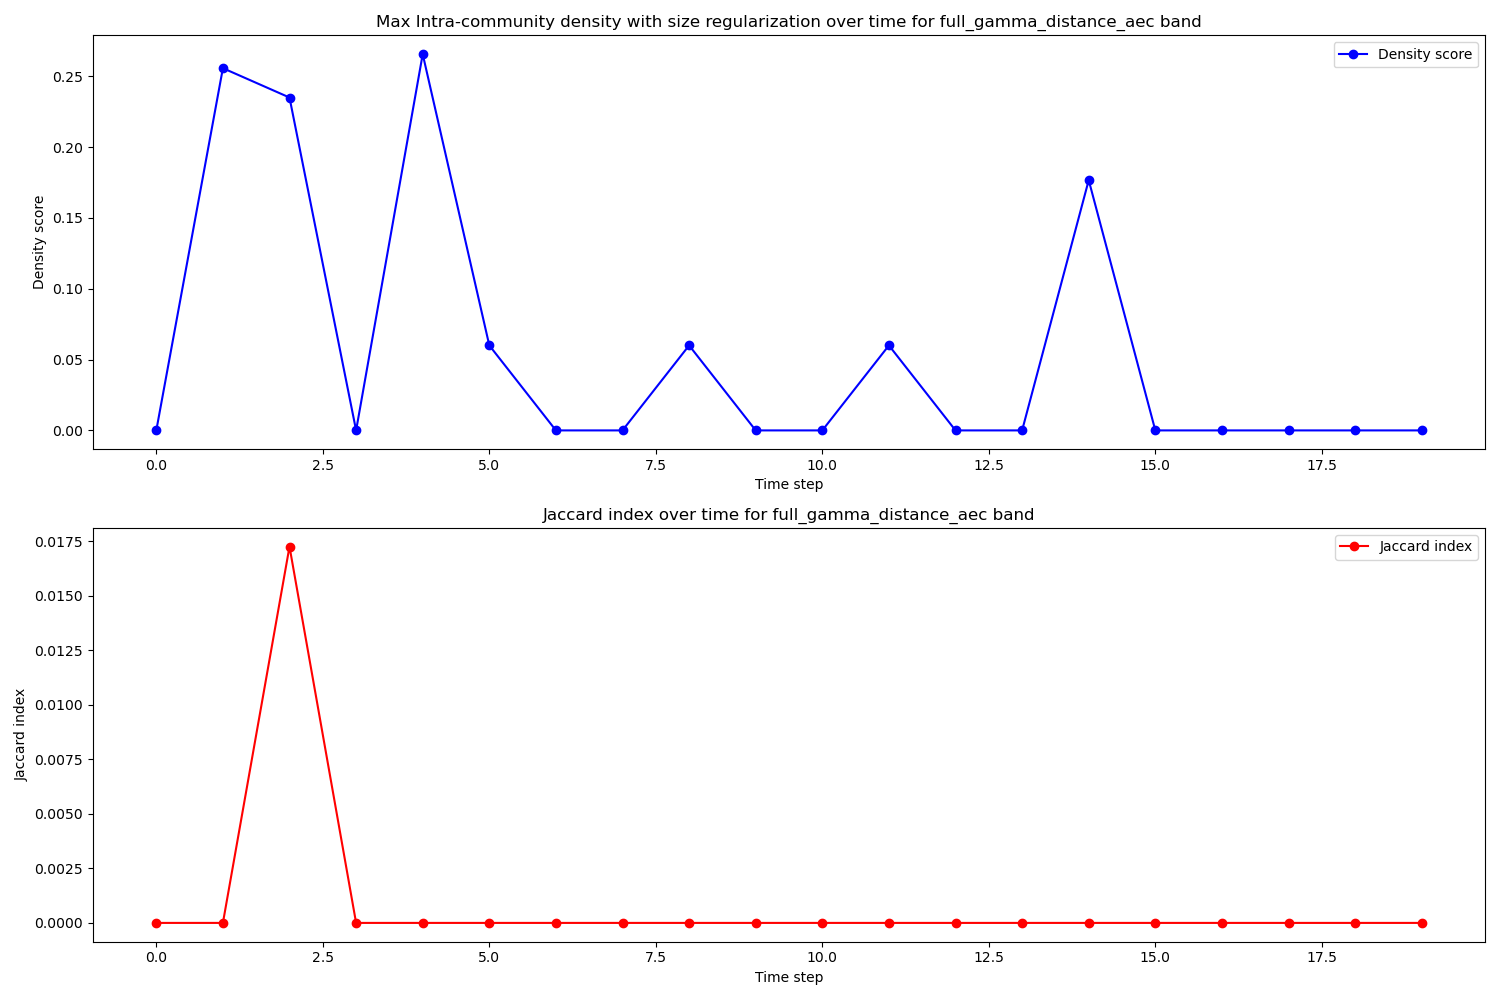 Max Intra-community density with size regularization over time for full_gamma_distance_aec band
Density score
0.25
0.20
0.15
0.10
0.05
0.00
Density score
0.0 2.5 5.0 7.5 10.0 12.5 15.0 17.5
Time step
Jaccard index over time for full_gamma_distance_aec band
Jaccard index
0.0175
0.0150
0.0125
0.0100
0.0075
0.0050
0.0025
0.0000
Jaccard index
0.0 2.5 5.0 7.5 10.0 12.5 15.0 17.5
Time step